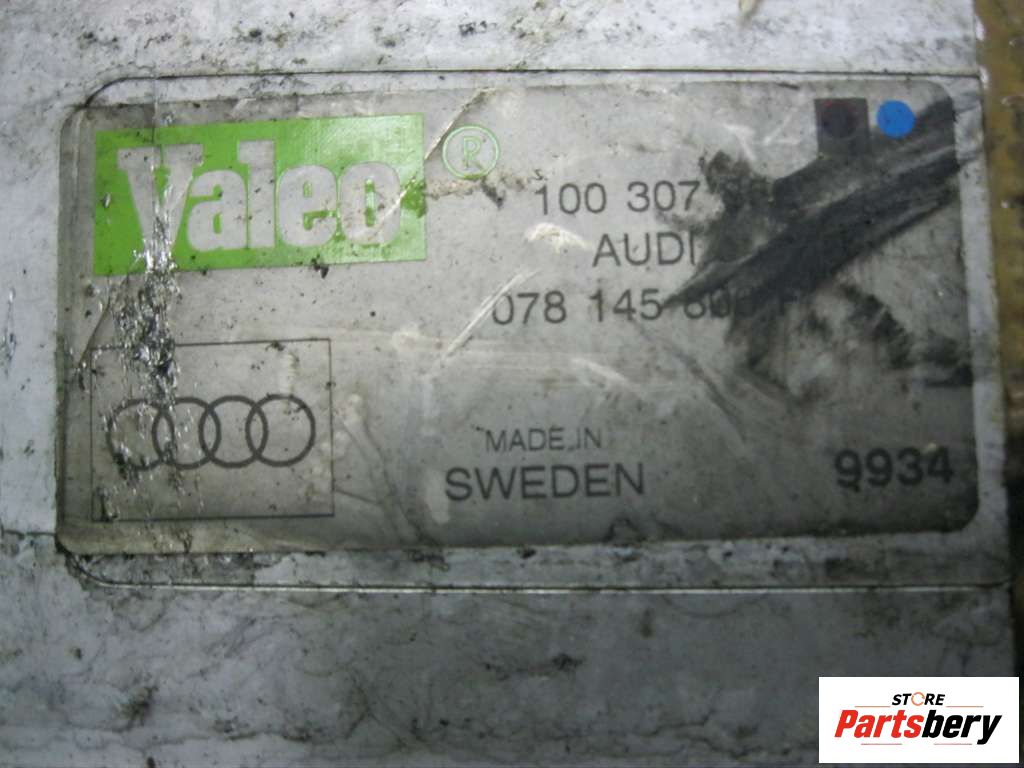 Valeo ®
100 307
AUDI
078 145
MADE IN
SWEDEN
9934
STORE
Partsbery